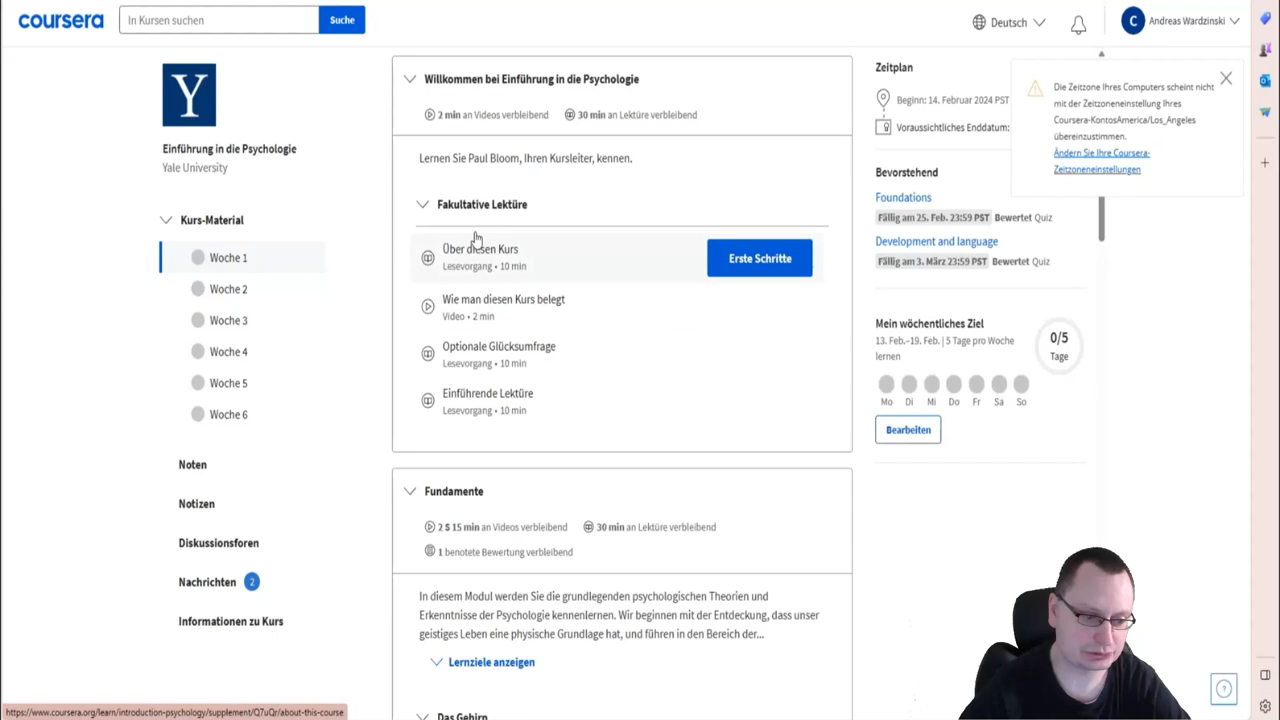 coursera
In Kursen suchen
Suche
Deutsch
C
Andreas Wardzinski
Y
Einführung in die Psychologie
Yale University
Kurs-Material
Woche 1
Woche 2
Woche 3
Woche 4
Woche 5
Woche 6
Noten
Notizen
Diskussionsforen
Nachrichten 2
Informationen zu Kurs
Willkommen bei Einführung in die Psychologie
2 min an Videos verbleibend 30 min an Lektüre verbleibend
Lernen Sie Paul Bloom, Ihren Kursleiter, kennen.
Fakultative Lektüre
Über diesen Kurs
Lesevorgang • 10 min
Erste Schritte
Wie man diesen Kurs belegt
Video • 2 min
Optionale Glücksumfrage
Lesevorgang • 10 min
Einführende Lektüre
Lesevorgang • 10 min
Fundamente
2 S 15 min an Videos verbleibend 30 min an Lektüre verbleibend
1 benotete Bewertung verbleibend
In diesem Modul werden Sie die grundlegenden psychologischen Theorien und
Erkenntnisse der Psychologie kennenlernen. Wir beginnen mit der Entdeckung, dass unser
geistiges Leben eine physische Grundlage hat, und führen in den Bereich der...
Lernziele anzeigen
Das Gehirn
Zeitplan
Beginn: 14. Februar 2024 PST
Voraussichtliches Enddatum:
Die Zeitzone Ihres Computers scheint nicht
mit der Zeitzoneneinstellung Ihres
Coursera-KontosAmerica/Los_Angeles
übereinzustimmen.
Ändern Sie Ihre Coursera-
Zeitzoneneinstellungen
Bevorstehend
Foundations
Fällig am 25. Feb. 23:59 PST Bewertet Quiz
Development and language
Fällig am 3. März 23:59 PST Bewertet Quiz
Mein wöchentliches Ziel
13. Feb.–19. Feb. | 5 Tage pro Woche
lernen
0/5
Tage
Mo Di Mi Do Fr Sa So
Bearbeiten
https://www.coursera.org/learn/introduction-psychology/supplement/Q7uQr/about-this-course